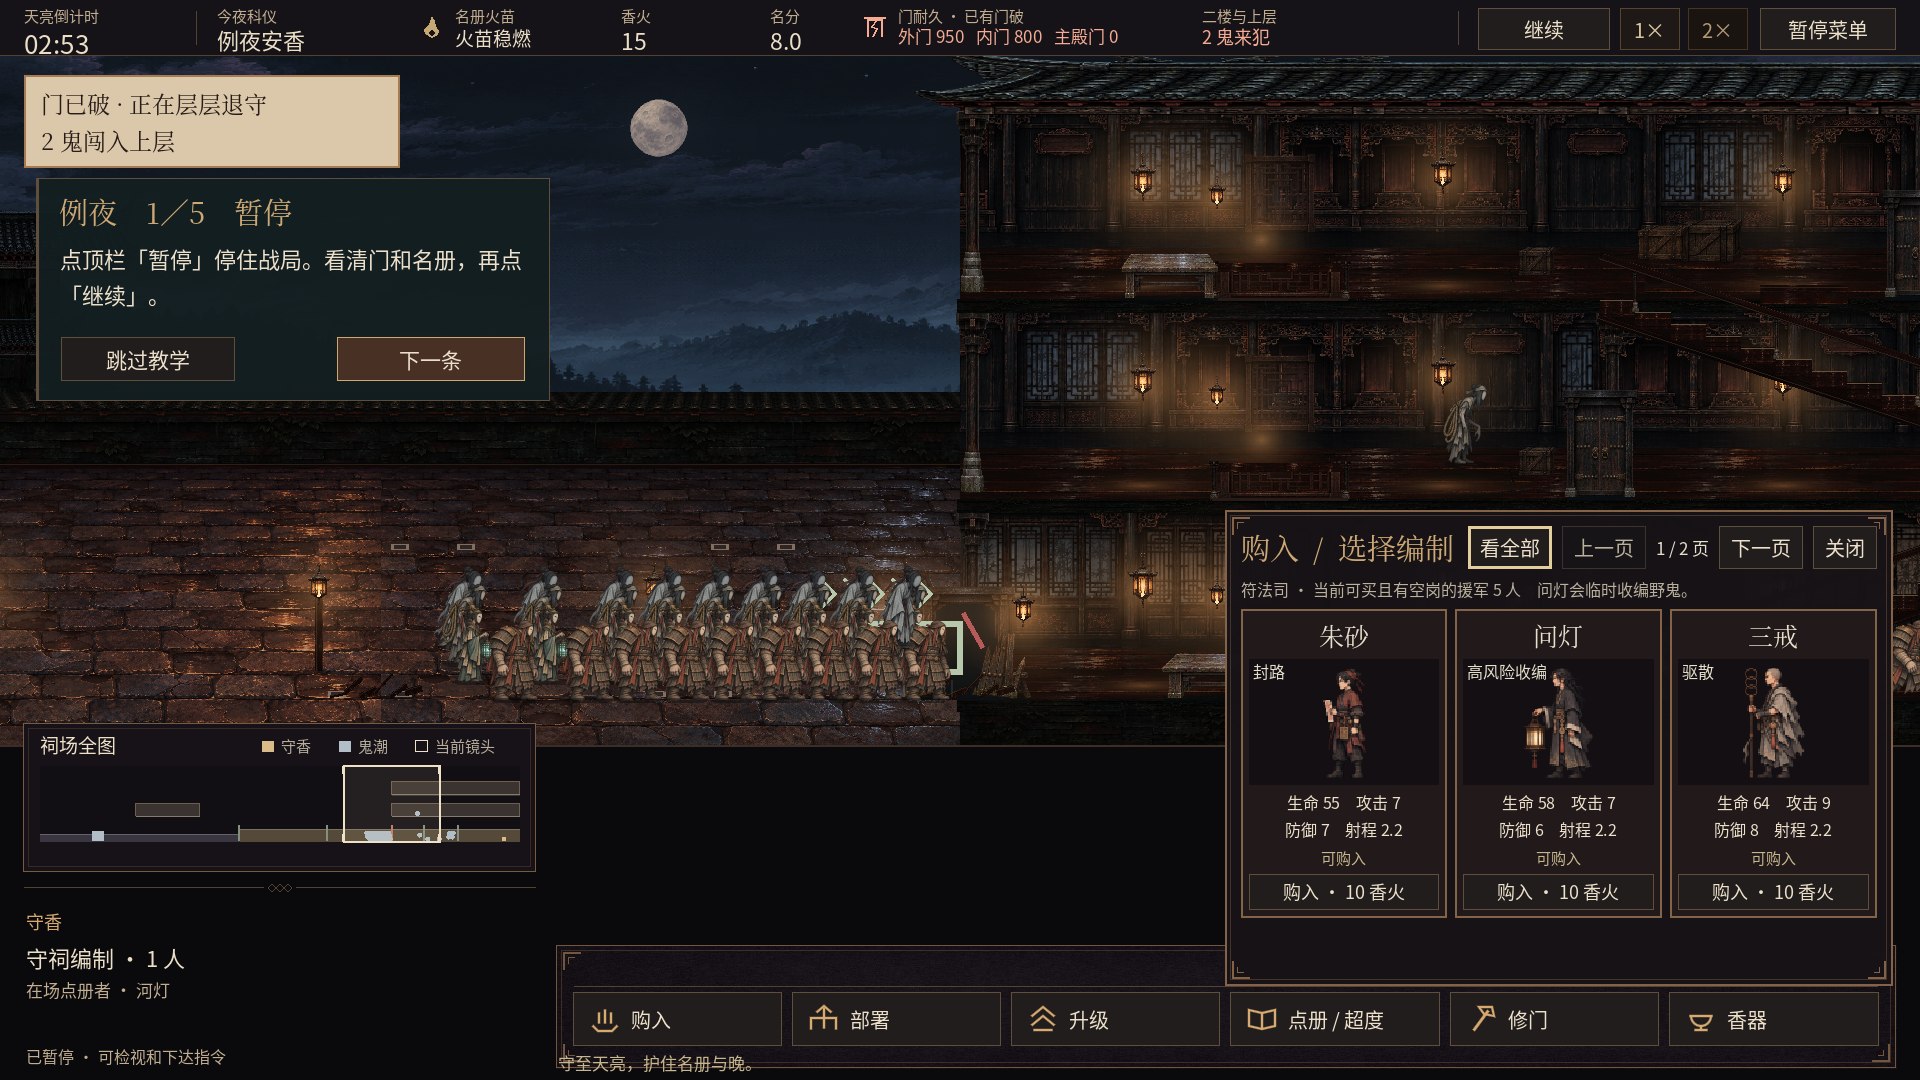 天亮倒计时
02:53
今夜科仪
例夜安香
名册火苗
火苗稳燃
香火
15
名分
8.0
门耐久 · 已有门破
外门 950 内门 800 主殿门 0
二楼与上层
2 鬼来犯
继续
1×
2×
暂停菜单
门已破 · 正在层层退守
2 鬼闯入上层
例夜 1／5 暂停
点顶栏「暂停」停住战局。看清门和名册，再点
「继续」。
跳过教学
下一条
购入 / 选择编制
看全部
上一页
1 / 2 页
下一页
关闭
符法司 · 当前可买且有空岗的援军 5 人 问灯会临时收编野鬼。
朱砂
封路
生命 55 攻击 7
防御 7 射程 2.2
可购入
购入 · 10 香火
问灯
高风险收编
生命 58 攻击 7
防御 6 射程 2.2
可购入
购入 · 10 香火
三戒
驱散
生命 64 攻击 9
防御 8 射程 2.2
可购入
购入 · 10 香火
祠场全图
守香
鬼潮
当前镜头
守香
守祠编制 · 1 人
在场点册者 · 河灯
已暂停 · 可检视和下达指令
购入
部署
升级
点册 / 超度
修门
香器
守至天亮，护住名册与晚。